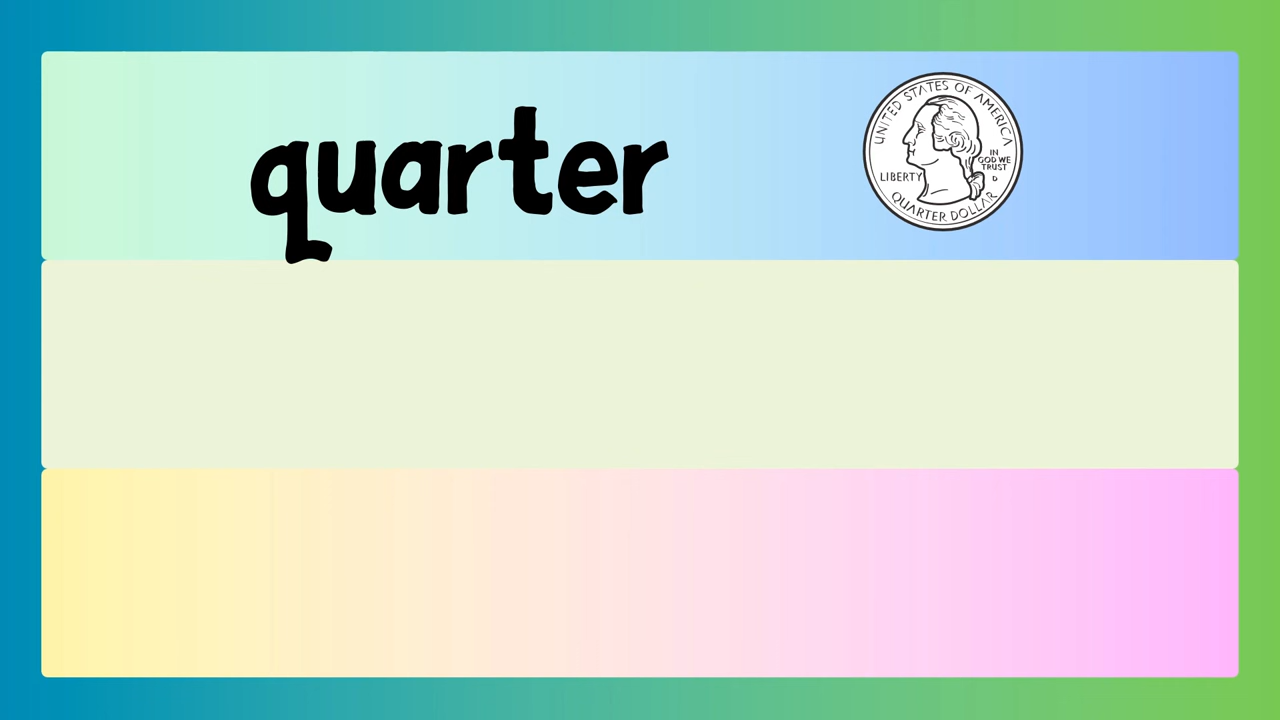 quarter
UNITED STATES OF AMERICA
IN
GOD WE
TRUST
LIBERTY
D
QUARTER DOLLAR